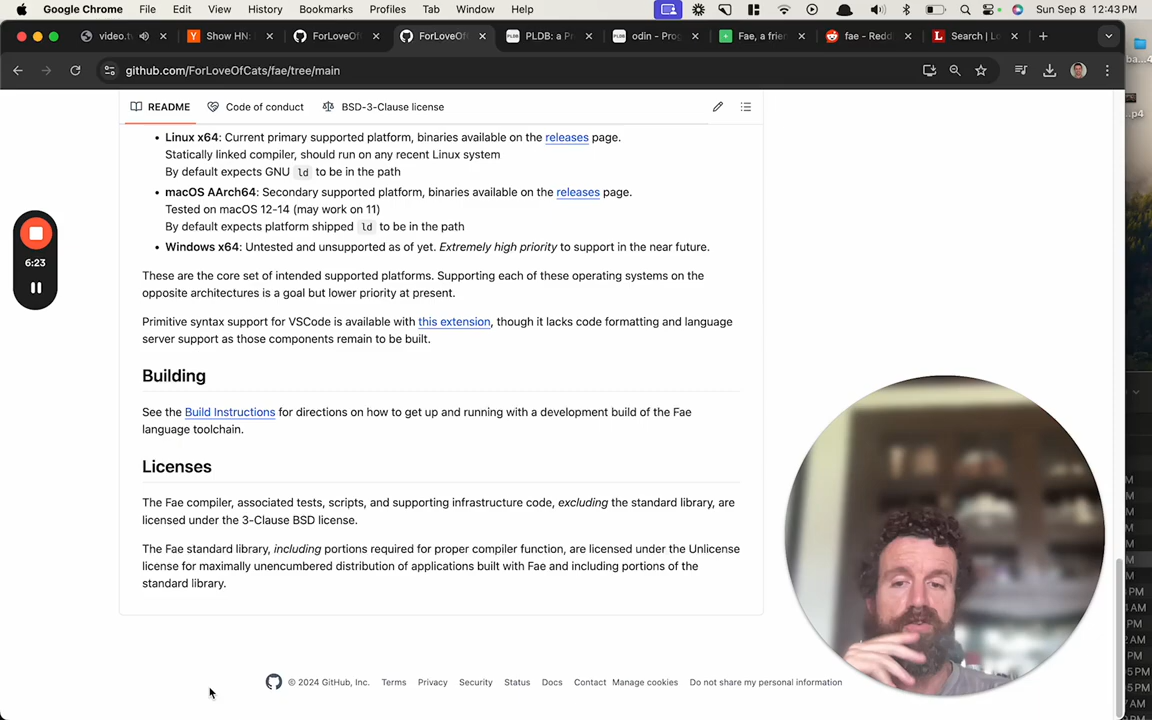 Google Chrome File Edit View History Bookmarks Profiles Tab Window Help Sun Sep 8 12:43 PM
video.t Show HN: ForLoveOf ForLoveOf PLDB: a Pr odin - Prog Fae, a frien fae - Redd Search | Lo
github.com/ForLoveOfCats/fae/tree/main
README Code of conduct BSD-3-Clause license
• Linux x64: Current primary supported platform, binaries available on the releases page.
Statically linked compiler, should run on any recent Linux system
By default expects GNU ld to be in the path
• macOS AArch64: Secondary supported platform, binaries available on the releases page.
Tested on macOS 12-14 (may work on 11)
By default expects platform shipped ld to be in the path
• Windows x64: Untested and unsupported as of yet. Extremely high priority to support in the near future.
6:23
These are the core set of intended supported platforms. Supporting each of these operating systems on the
opposite architectures is a goal but lower priority at present.
Primitive syntax support for VSCode is available with this extension, though it lacks code formatting and language
server support as those components remain to be built.
Building
See the Build Instructions for directions on how to get up and running with a development build of the Fae
language toolchain.
Licenses
The Fae compiler, associated tests, scripts, and supporting infrastructure code, excluding the standard library, are
licensed under the 3-Clause BSD license.
The Fae standard library, including portions required for proper compiler function, are licensed under the Unlicense
license for maximally unencumbered distribution of applications built with Fae and including portions of the
standard library.
© 2024 GitHub, Inc. Terms Privacy Security Status Docs Contact Manage cookies Do not share my personal information